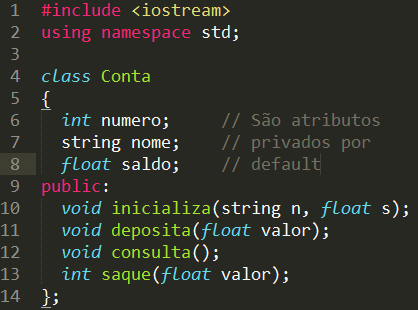 1 #include <iostream>
2 using namespace std;
3
4 class Conta
5 {
6   int numero;     // São atributos
7   string nome;    // privados por
8   float saldo;    // default
9 public:
10   void inicializa(string n, float s);
11   void deposita(float valor);
12   void consulta();
13   int saque(float valor);
14 };